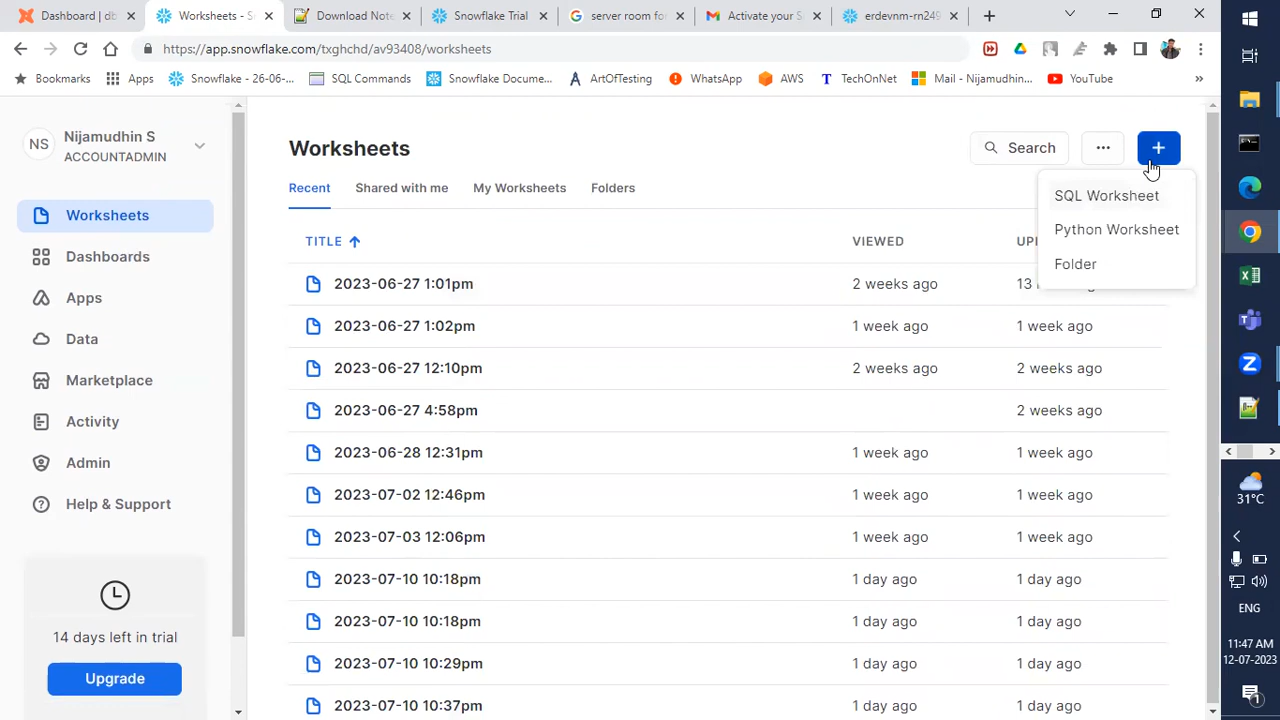 Dashboard | db
Worksheets - S
Download Note
Snowflake Trial
server room fo
Activate your S
erdevnm-rn249
https://app.snowflake.com/txghchd/av93408/worksheets
Bookmarks
Apps
Snowflake - 26-06-...
SQL Commands
Snowflake Docume...
ArtOfTesting
WhatsApp
AWS
TechOnNet
Mail - Nijamudhin...
YouTube
»
NS
Nijamudhin S
ACCOUNTADMIN
Worksheets
Dashboards
Apps
Data
Marketplace
Activity
Admin
Help & Support
14 days left in trial
Upgrade
Worksheets
Search
SQL Worksheet
Python Worksheet
Folder
Recent
Shared with me
My Worksheets
Folders
TITLE
VIEWED
2023-06-27 1:01pm 2 weeks ago 13
2023-06-27 1:02pm 1 week ago 1 week ago
2023-06-27 12:10pm 2 weeks ago 2 weeks ago
2023-06-27 4:58pm 2 weeks ago
2023-06-28 12:31pm 1 week ago 1 week ago
2023-07-02 12:46pm 1 week ago 1 week ago
2023-07-03 12:06pm 1 week ago 1 week ago
2023-07-10 10:18pm 1 day ago 1 day ago
2023-07-10 10:18pm 1 day ago 1 day ago
2023-07-10 10:29pm 1 day ago 1 day ago
2023-07-10 10:37pm 1 day ago 1 day ago
31°C
ENG
11:47 AM
12-07-2023
1